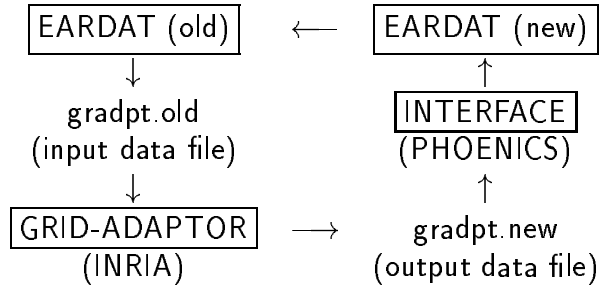 EARDAT (old)
EARDAT (new)
gradpt.old
(input data file)
INTERFACE
(PHOENICS)
GRID-ADAPTOR
(INRIA)
gradpt.new
(output data file)